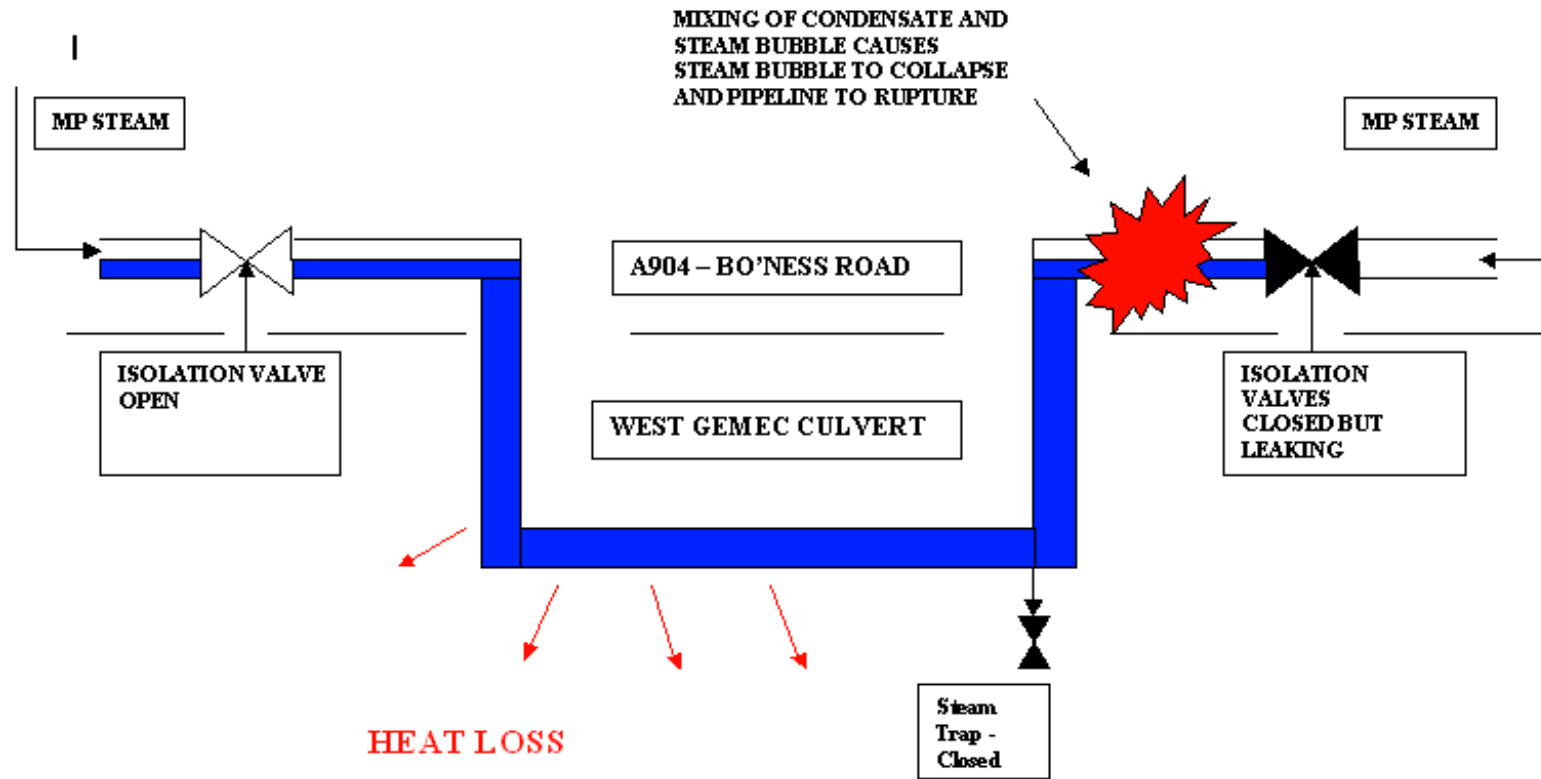 MIXING OF CONDENSATE AND
STEAM BUBBLE CAUSES
STEAM BUBBLE TO COLLAPSE
AND PIPELINE TO RUPTURE
MP STEAM
MP STEAM
A904 – BO'NESS ROAD
ISOLATION VALVE
OPEN
WEST GEMEC CULVERT
ISOLATION
VALVES
CLOSED BUT
LEAKING
Steam
Trap -
Closed
HEAT LOSS